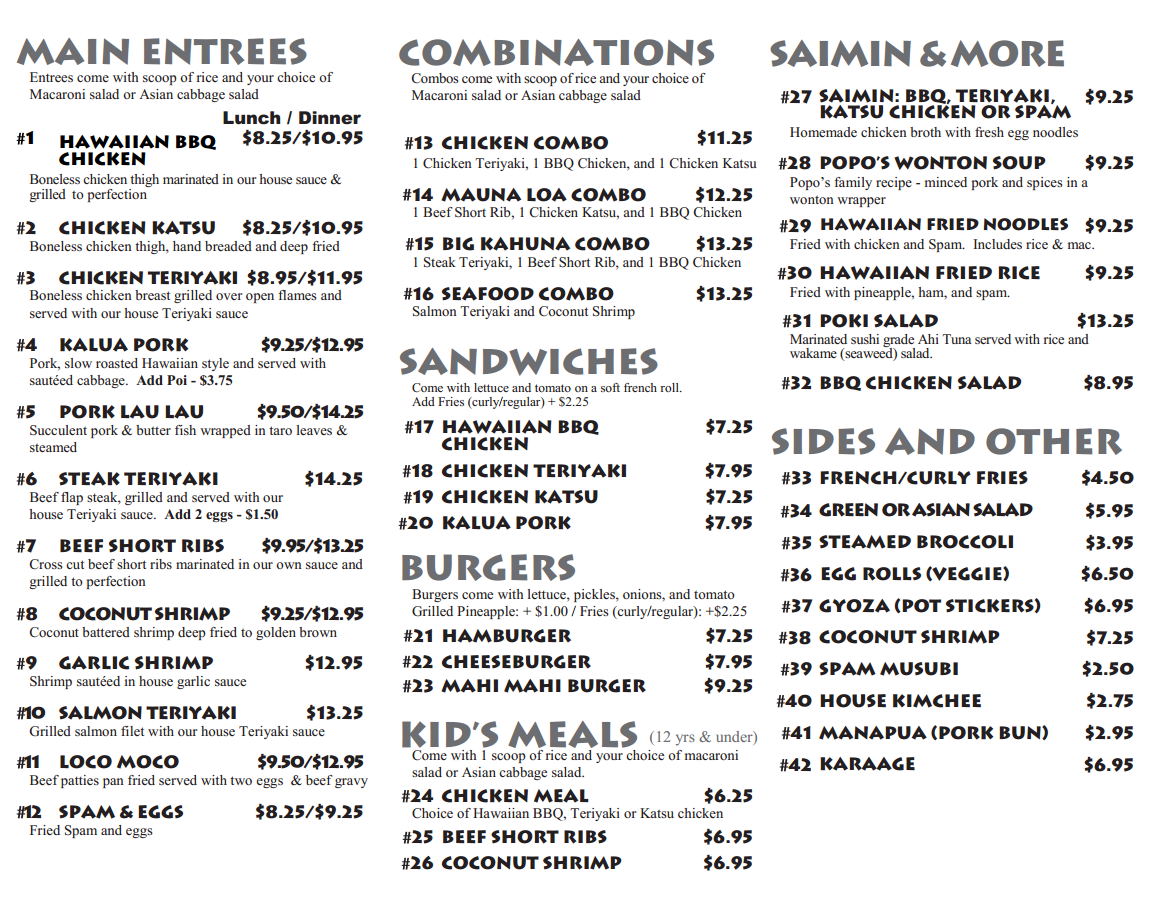 MAIN ENTREES
Entrees come with scoop of rice and your choice of
Macaroni salad or Asian cabbage salad
Lunch / Dinner
#1 HAWAIIAN BBQ $8.25/$10.95
CHICKEN
Boneless chicken thigh marinated in our house sauce &
grilled to perfection
#2 CHICKEN KATSU $8.25/$10.95
Boneless chicken thigh, hand breaded and deep fried
#3 CHICKEN TERIYAKI $8.95/$11.95
Boneless chicken breast grilled over open flames and
served with our house Teriyaki sauce
#4 KALUA PORK $9.25/$12.95
Pork, slow roasted Hawaiian style and served with
sautéed cabbage. Add Poi - $3.75
#5 PORK LAU LAU $9.50/$14.25
Succulent pork & butter fish wrapped in taro leaves &
steamed
#6 STEAK TERIYAKI $14.25
Beef flap steak, grilled and served with our
house Teriyaki sauce. Add 2 eggs - $1.50
#7 BEEF SHORT RIBS $9.95/$13.25
Cross cut beef short ribs marinated in our own sauce and
grilled to perfection
#8 COCONUT SHRIMP $9.25/$12.95
Coconut battered shrimp deep fried to golden brown
#9 GARLIC SHRIMP $12.95
Shrimp sautéed in house garlic sauce
#10 SALMON TERIYAKI $13.25
Grilled salmon filet with our house Teriyaki sauce
#11 LOCO MOCO $9.50/$12.95
Beef patties pan fried served with two eggs & beef gravy
#12 SPAM & EGGS $8.25/$9.25
Fried Spam and eggs
COMBINATIONS
Combos come with scoop of rice and your choice of
Macaroni salad or Asian cabbage salad
#13 CHICKEN COMBO $11.25
1 Chicken Teriyaki, 1 BBQ Chicken, and 1 Chicken Katsu
#14 MAUNA LOA COMBO $12.25
1 Beef Short Rib, 1 Chicken Katsu, and 1 BBQ Chicken
#15 BIG KAHUNA COMBO $13.25
1 Steak Teriyaki, 1 Beef Short Rib, and 1 BBQ Chicken
#16 SEAFOOD COMBO $13.25
Salmon Teriyaki and Coconut Shrimp
SANDWICHES
Come with lettuce and tomato on a soft french roll.
Add Fries (curly/regular) + $2.25
#17 HAWAIIAN BBQ $7.25
CHICKEN
#18 CHICKEN TERIYAKI $7.95
#19 CHICKEN KATSU $7.25
#20 KALUA PORK $7.95
BURGERS
Burgers come with lettuce, pickles, onions, and tomato
Grilled Pineapple: + $1.00 / Fries (curly/regular): +$2.25
#21 HAMBURGER $7.25
#22 CHEESEBURGER $7.95
#23 MAHI MAHI BURGER $9.25
KID'S MEALS (12 yrs & under)
Come with 1 scoop of rice and your choice of macaroni
salad or Asian cabbage salad.
#24 CHICKEN MEAL $6.25
Choice of Hawaiian BBQ, Teriyaki or Katsu chicken
#25 BEEF SHORT RIBS $6.95
#26 COCONUT SHRIMP $6.95
SAIMIN & MORE
#27 SAIMIN: BBQ, TERIYAKI, $9.25
KATSU CHICKEN OR SPAM
Homemade chicken broth with fresh egg noodles
#28 POPO'S WONTON SOUP $9.25
Popo's family recipe - minced pork and spices in a
wonton wrapper
#29 HAWAIIAN FRIED NOODLES $9.25
Fried with chicken and Spam. Includes rice & mac.
#30 HAWAIIAN FRIED RICE $9.25
Fried with pineapple, ham, and spam.
#31 POKI SALAD $13.25
Marinated sushi grade Ahi Tuna served with rice and
wakame (seaweed) salad.
#32 BBQ CHICKEN SALAD $8.95
SIDES AND OTHER
#33 FRENCH/CURLY FRIES $4.50
#34 GREEN OR ASIAN SALAD $5.95
#35 STEAMED BROCCOLI $3.95
#36 EGG ROLLS (VEGGIE) $6.50
#37 GYOZA (POT STICKERS) $6.95
#38 COCONUT SHRIMP $7.25
#39 SPAM MUSUBI $2.50
#40 HOUSE KIMCHEE $2.75
#41 MANAPUA (PORK BUN) $2.95
#42 KARAAGE $6.95